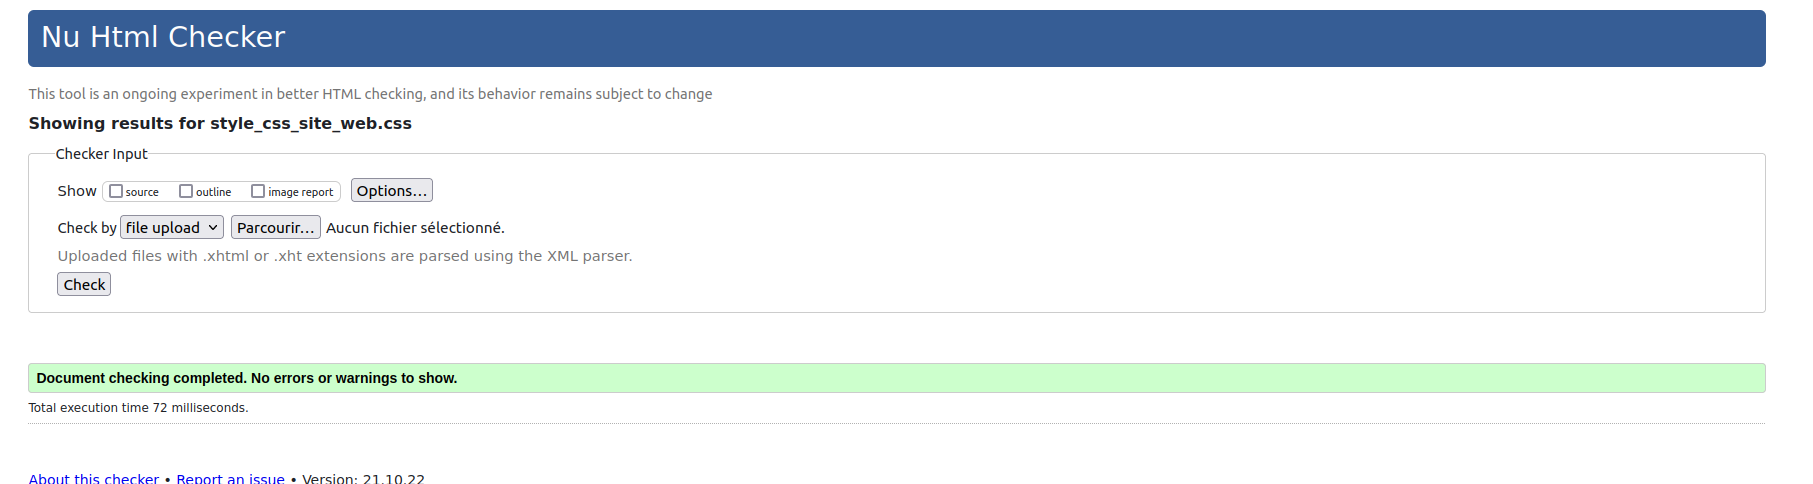 Nu Html Checker
This tool is an ongoing experiment in better HTML checking, and its behavior remains subject to change
Showing results for style_css_site_web.css
Checker Input
Show source outline image report Options...
Check by file upload Parcourir... Aucun fichier sélectionné.
Uploaded files with .xhtml or .xht extensions are parsed using the XML parser.
Check
Document checking completed. No errors or warnings to show.
Total execution time 72 milliseconds.
About this checker • Report an issue • Version: 21.10.22